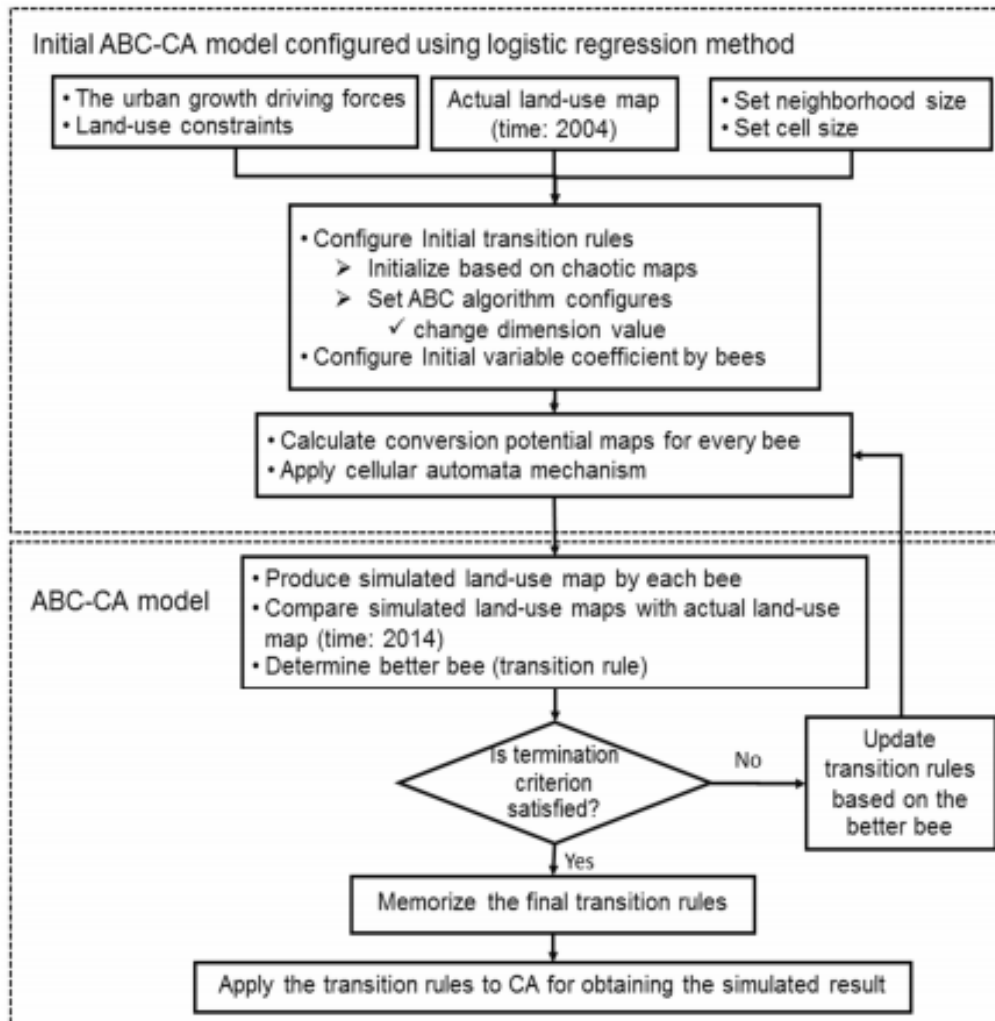 Initial ABC-CA model configured using logistic regression method
• The urban growth driving forces
• Land-use constraints
Actual land-use map
(time: 2004)
• Set neighborhood size
• Set cell size
• Configure Initial transition rules
➢ Initialize based on chaotic maps
➢ Set ABC algorithm configures
✓ change dimension value
• Configure Initial variable coefficient by bees
• Calculate conversion potential maps for every bee
• Apply cellular automata mechanism
ABC-CA model
• Produce simulated land-use map by each bee
• Compare simulated land-use maps with actual land-use
map (time: 2014)
• Determine better bee (transition rule)
Is termination
criterion
satisfied?
No
Update
transition rules
based on the
better bee
Yes
Memorize the final transition rules
Apply the transition rules to CA for obtaining the simulated result